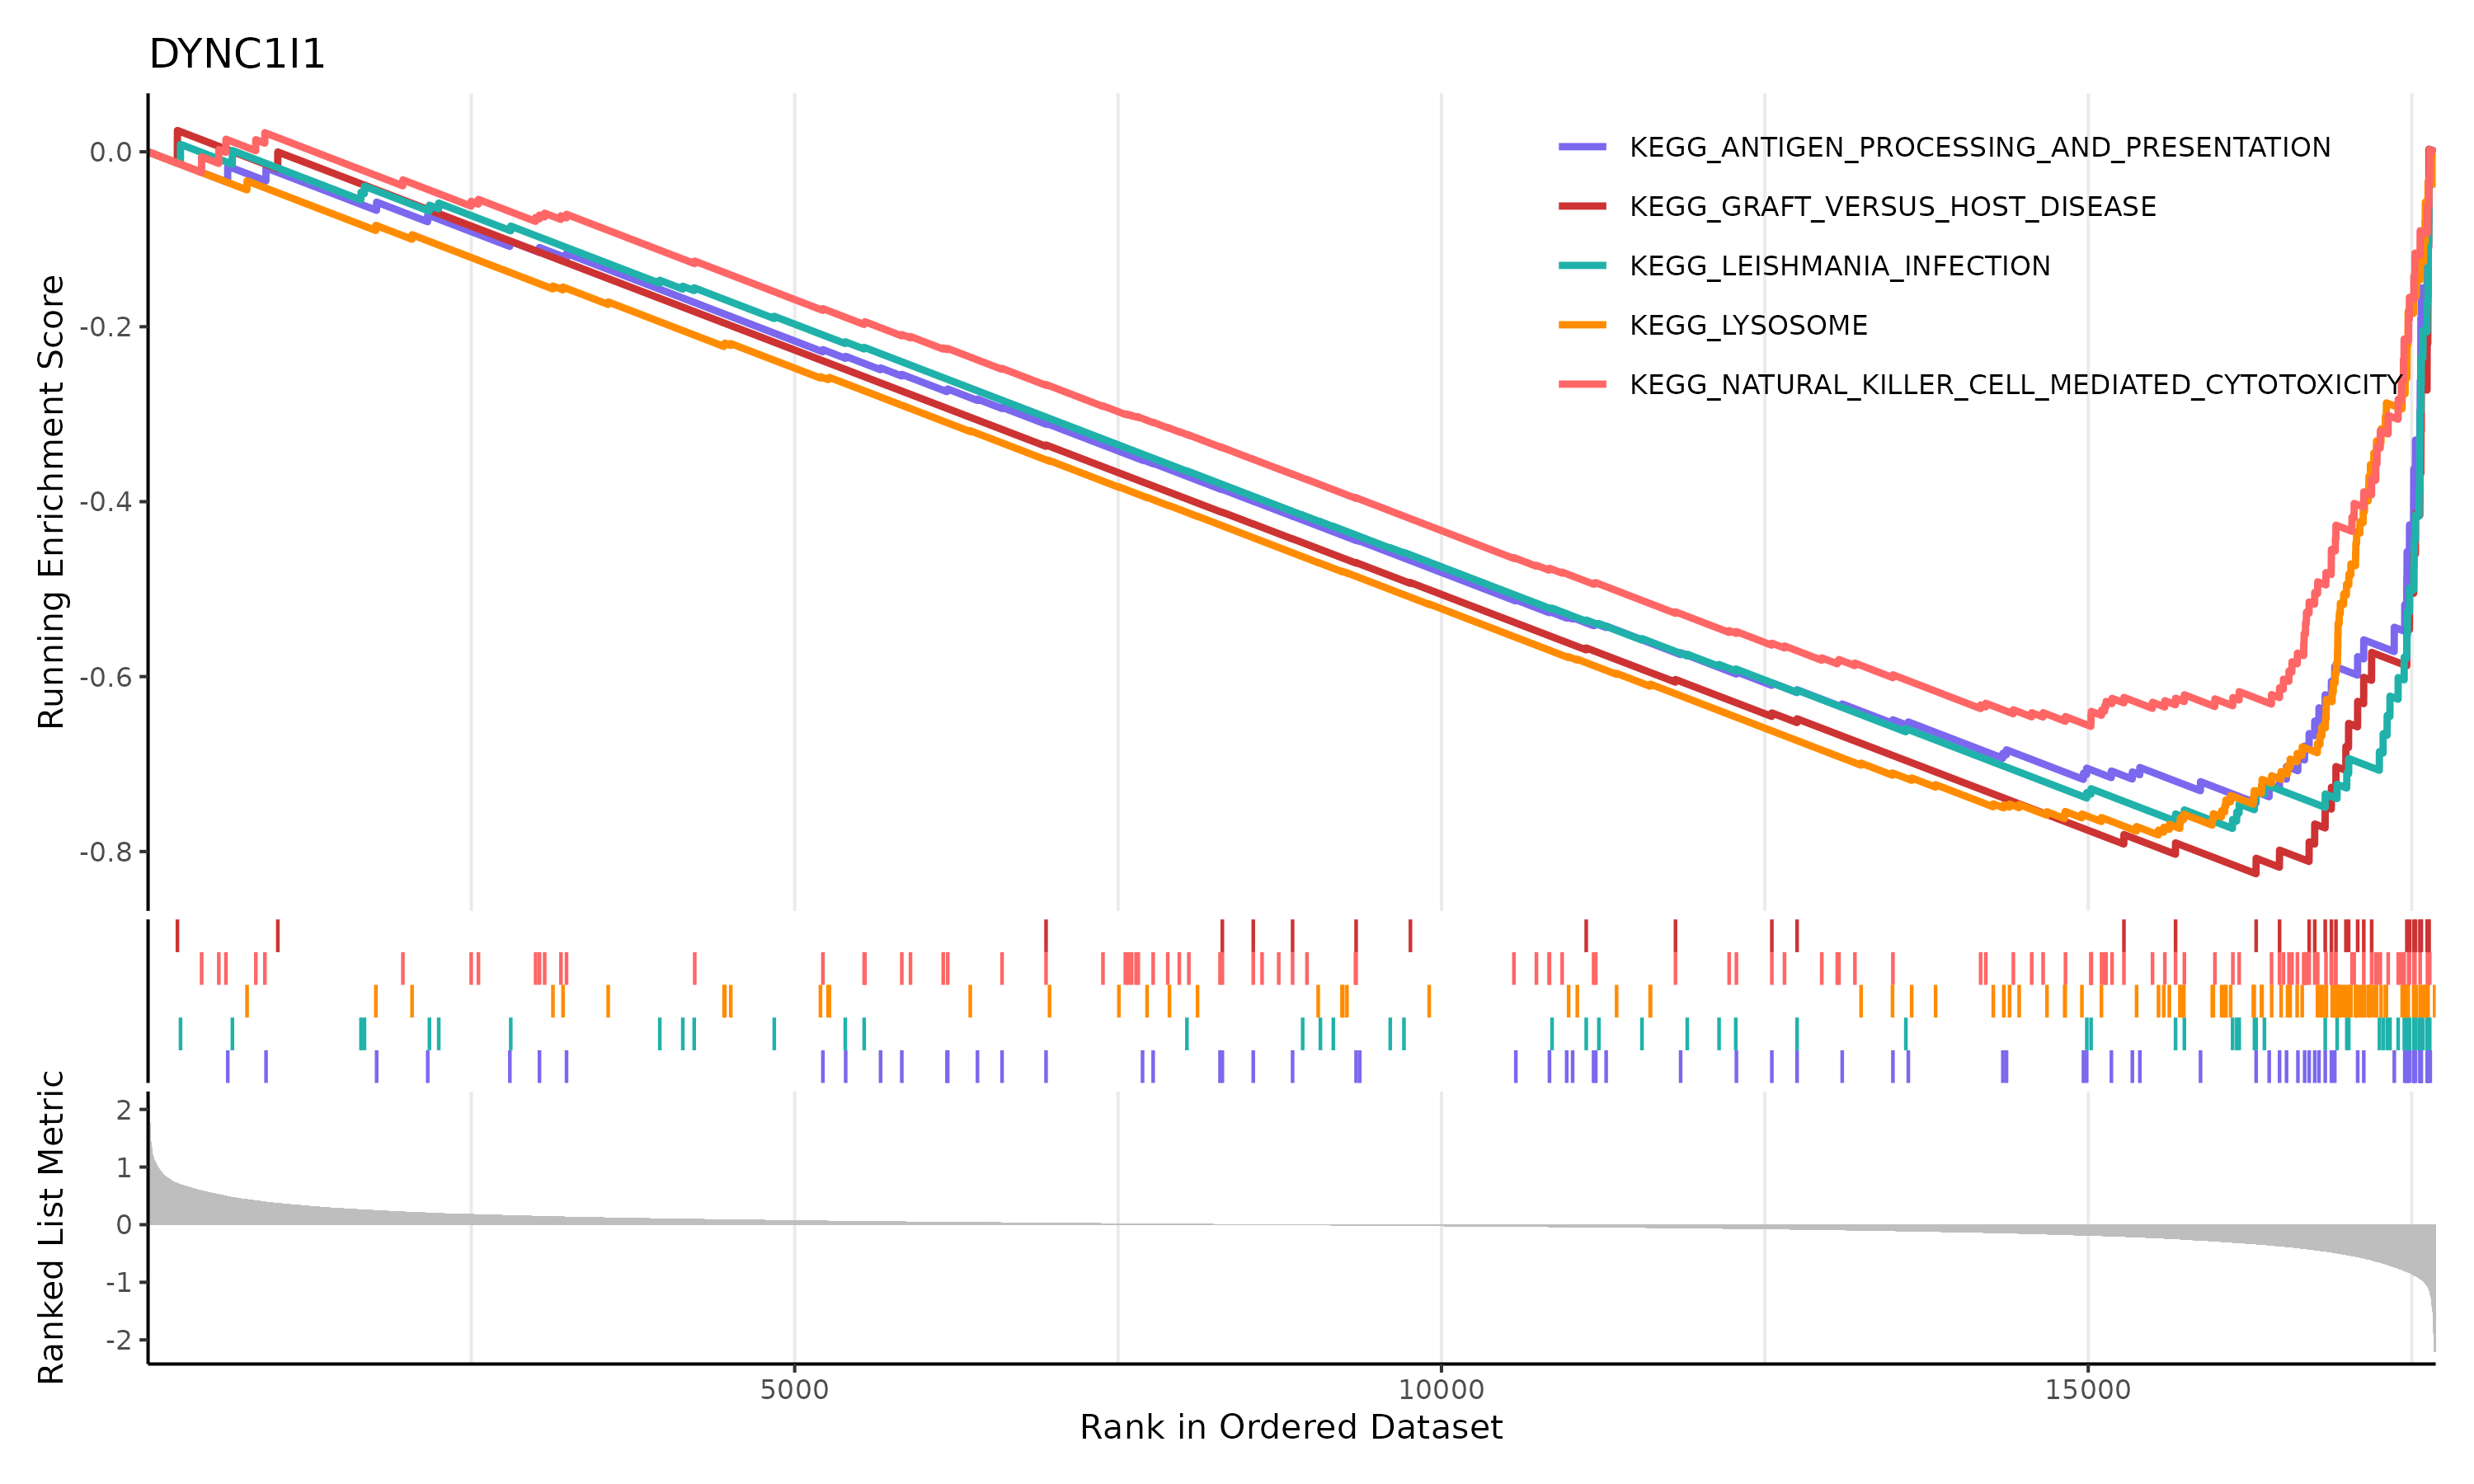 DYNC1I1
Running Enrichment Score
0.0
-0.2
-0.4
-0.6
-0.8
KEGG_ANTIGEN_PROCESSING_AND_PRESENTATION
KEGG_GRAFT_VERSUS_HOST_DISEASE
KEGG_LEISHMANIA_INFECTION
KEGG_LYSOSOME
KEGG_NATURAL_KILLER_CELL_MEDIATED_CYTOTOXICITY
Ranked List Metric
2
1
0
-1
-2
5000 10000 15000
Rank in Ordered Dataset